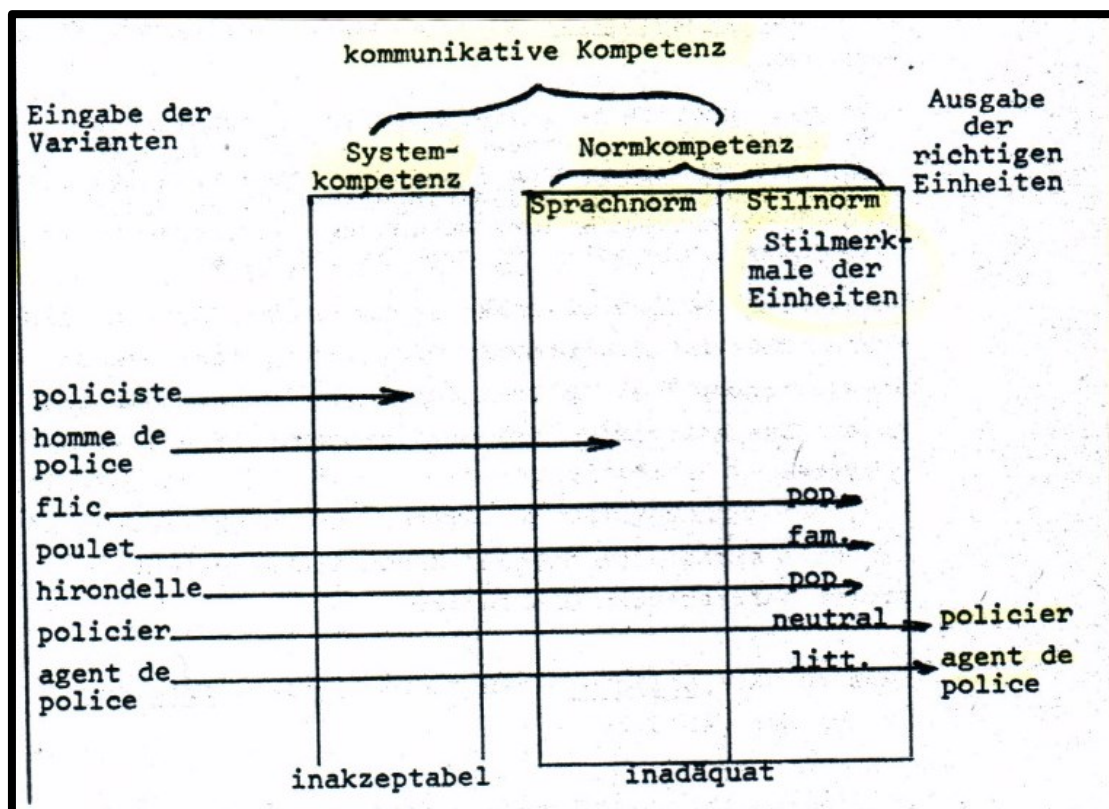 kommunikative Kompetenz
Eingabe der
Varianten
Ausgabe
der
richtigen
Einheiten
System-
kompetenz
Normkompetenz
Sprachnorm
Stilnorm
Stilmerk-
male der
Einheiten
policiste
homme de
police
flic
pop
poulet
fam.
hirondelle
pop
policier
neutral
policier
agent de
police
litt.
agent de
police
inakzeptabel
inadäquat